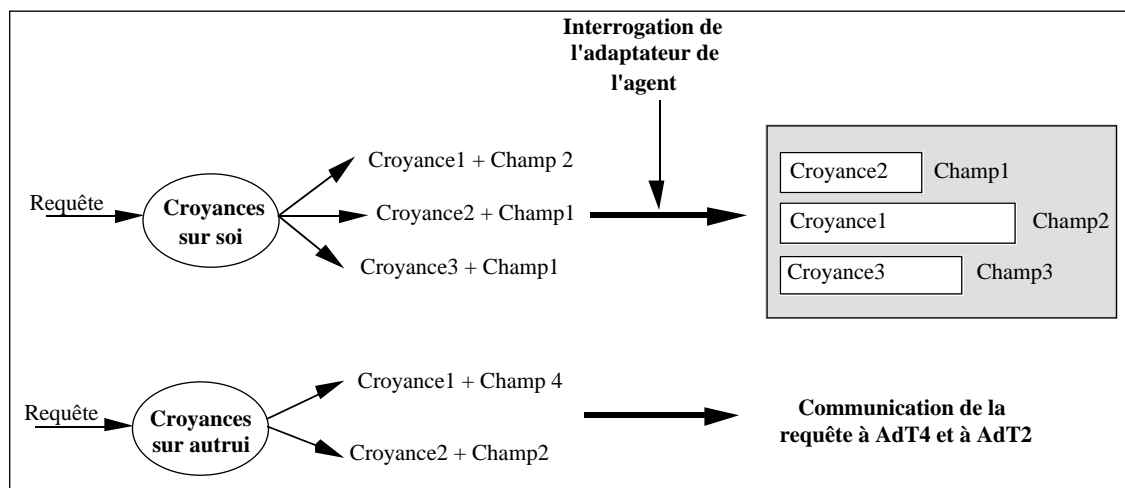 Interrogation de
l'adaptateur de
l'agent
Requête
Croyances
sur soi
Croyance1 + Champ 2
Croyance2 + Champ1
Croyance3 + Champ1
Croyance2 Champ1
Croyance1 Champ2
Croyance3 Champ3
Requête
Croyances
sur autrui
Croyance1 + Champ 4
Croyance2 + Champ2
Communication de la
requête à AdT4 et à AdT2